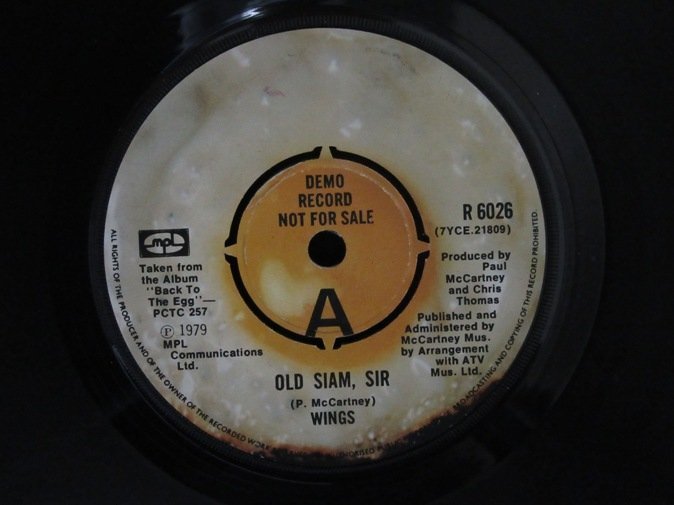 DEMO
RECORD
NOT FOR SALE
R 6026
(7YCE.21809)
mpl
Taken from
the Album
"Back To
The Egg"—
PCTC 257
Ⓟ 1979
MPL
Communications
Ltd.
Produced by
Paul
McCartney
and Chris
Thomas
Published and
Administered by
McCartney Mus.
by Arrangement
with ATV
Mus. Ltd.
A
OLD SIAM, SIR
(P. McCartney)
WINGS
ALL RIGHTS OF THE PRODUCER AND OF THE OWNER OF THE RECORDED WORK
BROADCASTING AND COPYING OF THIS RECORD PROHIBITED.